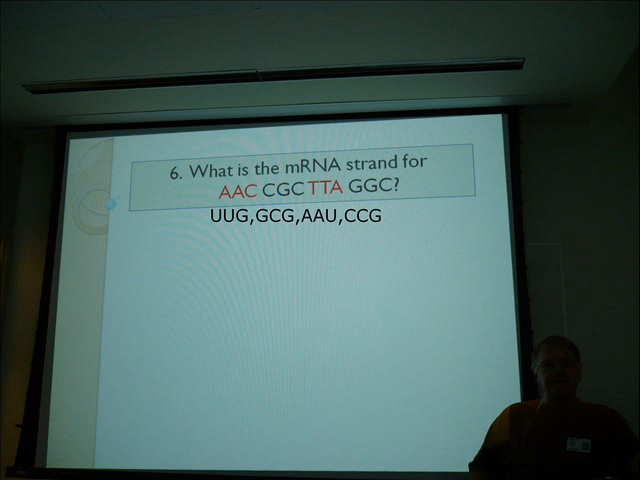 6. What is the mRNA strand for
AAC CGC TTA GGC?
UUG,GCG,AAU,CCG